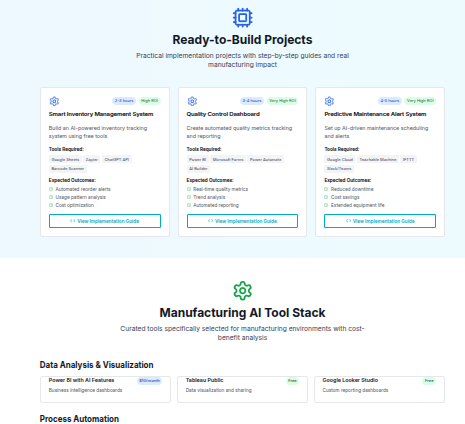 Ready-to-Build Projects
Practical implementation projects with step-by-step guides and real
manufacturing impact
2-3 hours High ROI
Smart Inventory Management System
Build an AI-powered inventory tracking
system using free tools
Tools Required:
Google Sheets Zapier ChatGPT API
Barcode Scanner
Expected Outcomes:
Automated reorder alerts
Usage pattern analysis
Cost optimization
View Implementation Guide
3-4 hours Very High ROI
Quality Control Dashboard
Create automated quality metrics tracking
and reporting
Tools Required:
Power BI Microsoft Forms Power Automate
AI Builder
Expected Outcomes:
Real-time quality metrics
Trend analysis
Automated reporting
View Implementation Guide
4-5 hours Very High ROI
Predictive Maintenance Alert System
Set up AI-driven maintenance scheduling
and alerts
Tools Required:
Google Cloud Teachable Machine IFTTT
Slack/Teams
Expected Outcomes:
Reduced downtime
Cost savings
Extended equipment life
View Implementation Guide
Manufacturing AI Tool Stack
Curated tools specifically selected for manufacturing environments with cost-
benefit analysis
Data Analysis & Visualization
Power BI with AI Features $10/month
Business intelligence dashboards
Tableau Public Free
Data visualization and sharing
Google Looker Studio Free
Custom reporting dashboards
Process Automation